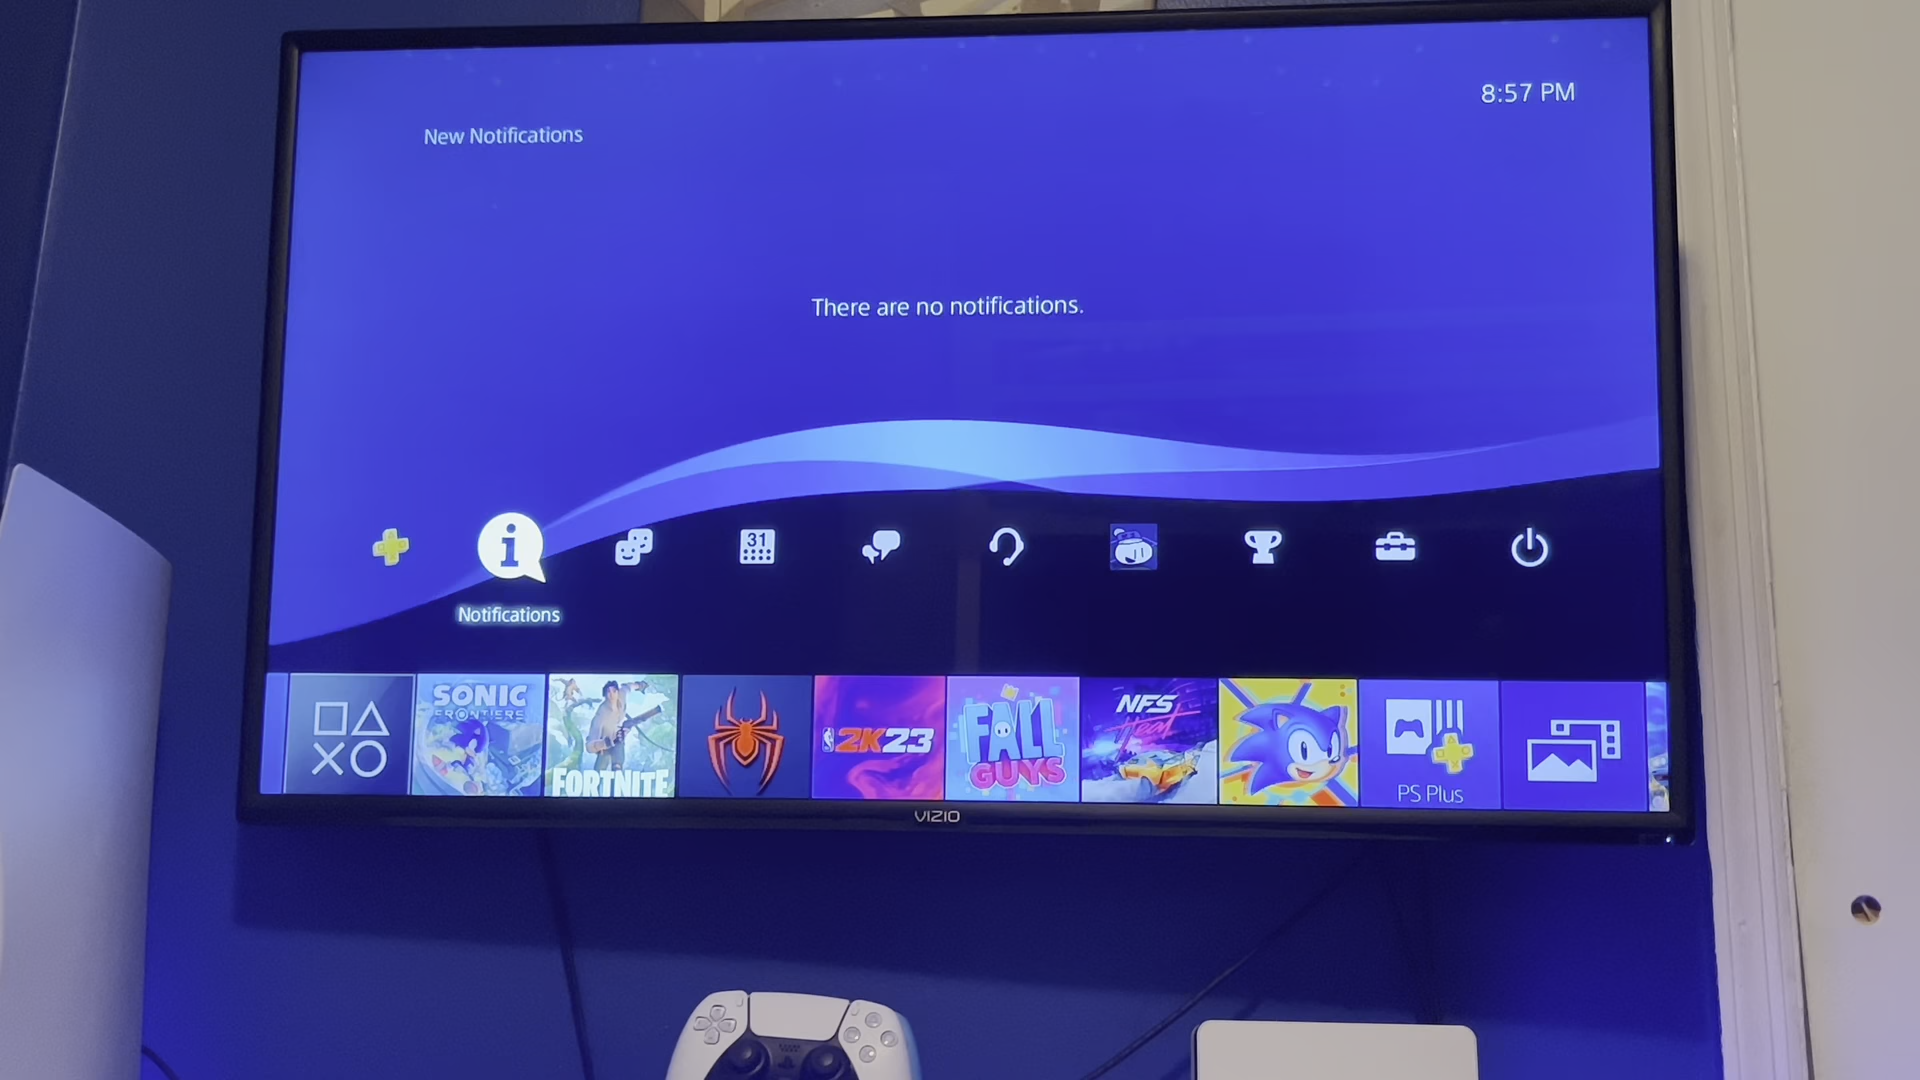 8:57 PM
New Notifications
There are no notifications.
31
Notifications
SONIC
FRONTIERS
FORTNITE
2K23
FALL
GUYS
NFS
Heat
PS Plus
VIZIO